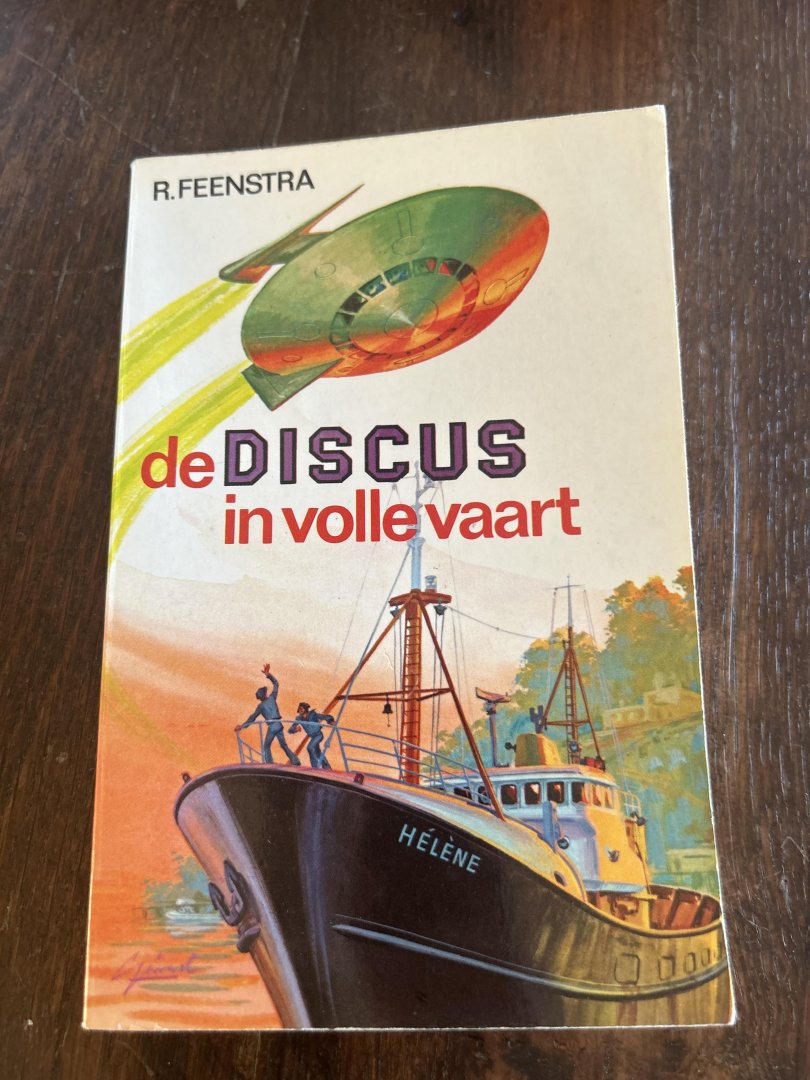 R.FEENSTRA
de DISCUS
in volle vaart
HÉLÈNE